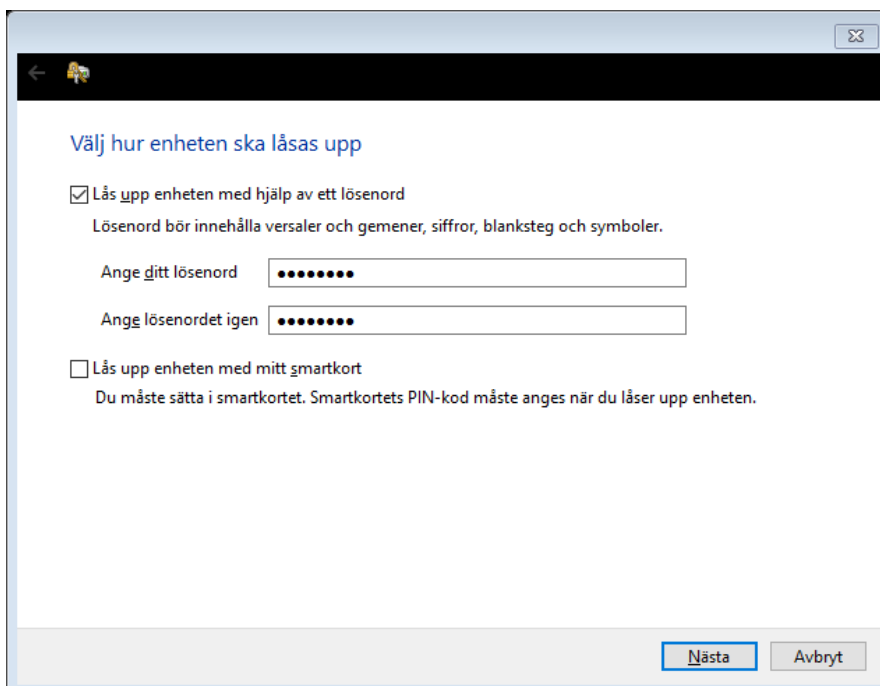 Välj hur enheten ska låsas upp
Lås upp enheten med hjälp av ett lösenord
Lösenord bör innehålla versaler och gemener, siffror, blanksteg och symboler.
Ange ditt lösenord ●●●●●●●●
Ange lösenordet igen ●●●●●●●●
Lås upp enheten med mitt smartkort
Du måste sätta i smartkortet. Smartkortets PIN-kod måste anges när du låser upp enheten.
Nästa Avbryt